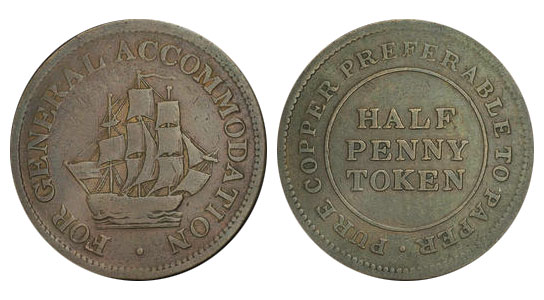 FOR GENERAL ACCOMMODATION
PURE COPPER PREFERABLE TO PAPER
HALF
PENNY
TOKEN